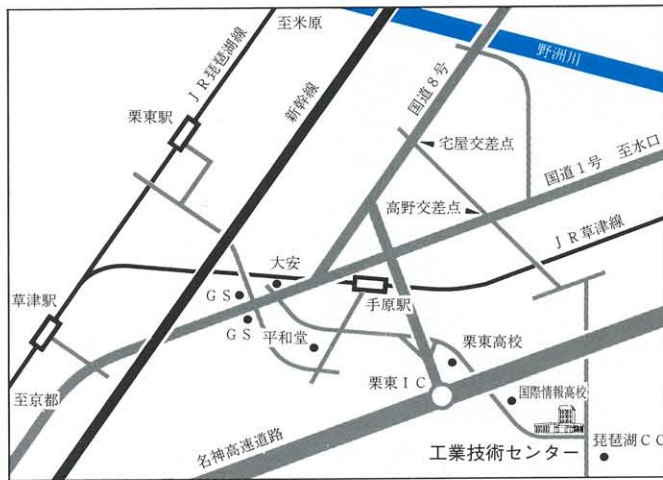 至米原
JR琵琶湖線
野洲川
新幹線
国道8号
栗東駅
宅屋交差点
至水口
国道1号
高野交差点
JR草津線
大安
GS
手原駅
草津駅
GS
平和堂
栗東高校
栗東IC
国際情報高校
至京都
名神高速道路
工業技術センター
琵琶湖CC